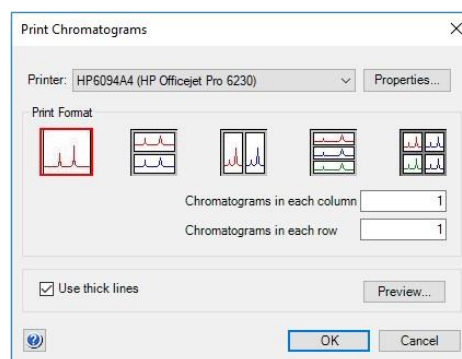 Print Chromatograms
Printer: HP6094A4 (HP Officejet Pro 6230) Properties...
Print Format
Chromatograms in each column 1
Chromatograms in each row 1
Use thick lines Preview...
? OK Cancel